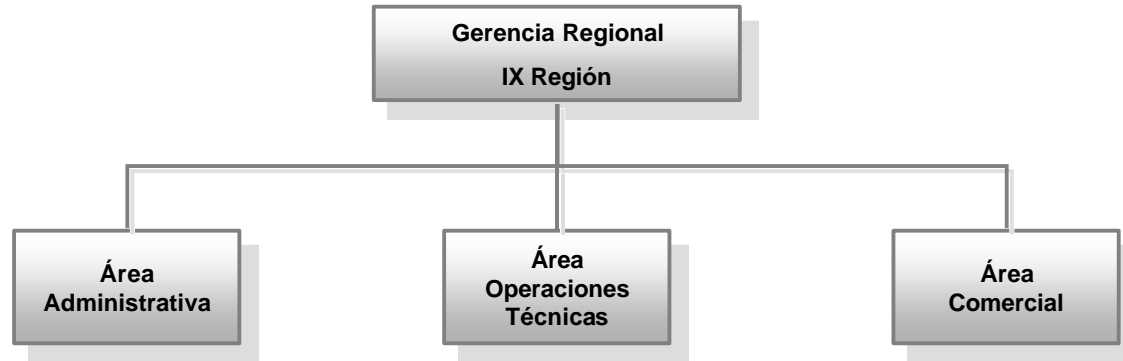 Gerencia Regional
IX Región
Área
Administrativa
Área
Operaciones
Técnicas
Área
Comercial